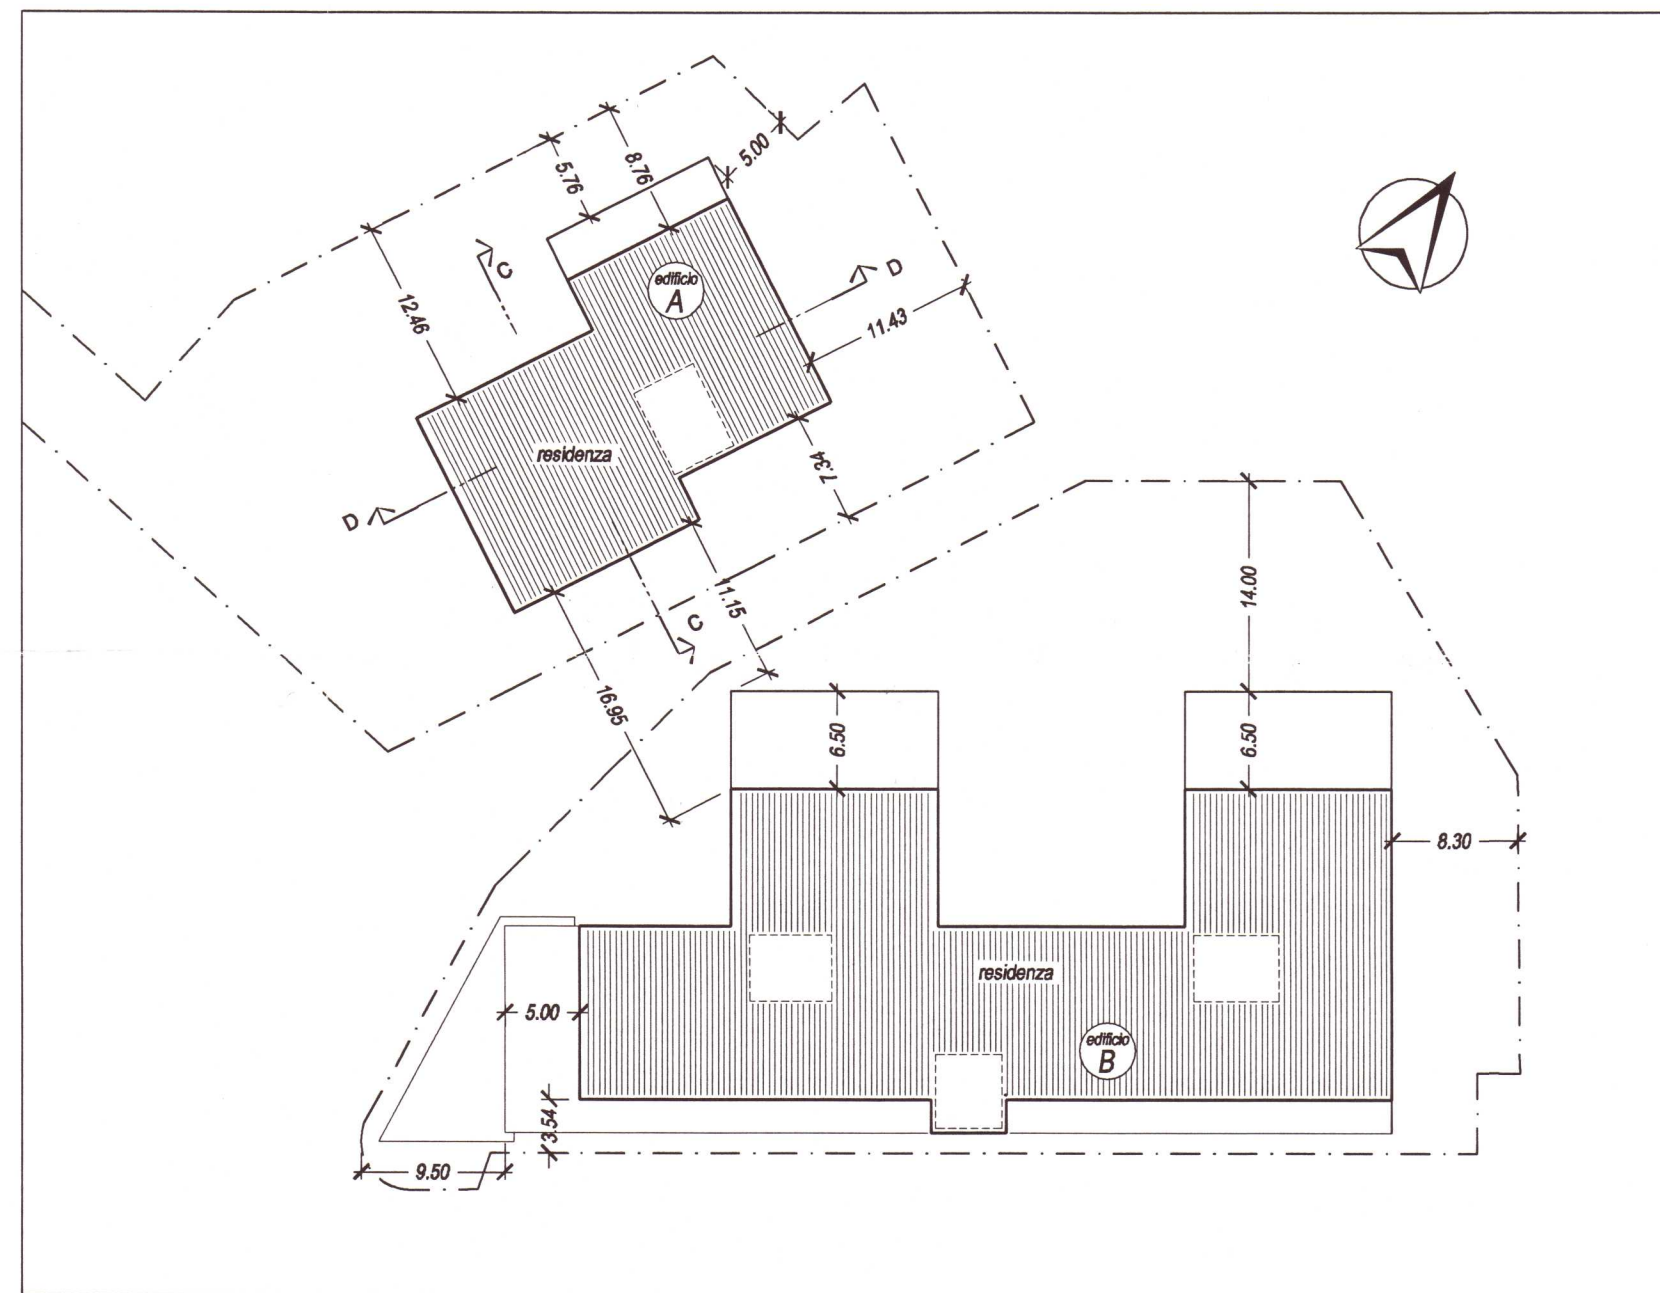 5.00
8.76
5.76
C
edificio
A
D
12.46
11.43
residenza
7.34
D
14.00
11.15
C
16.95
6.50
6.50
8.30
residenza
5.00
edificio
B
3.54
9.50